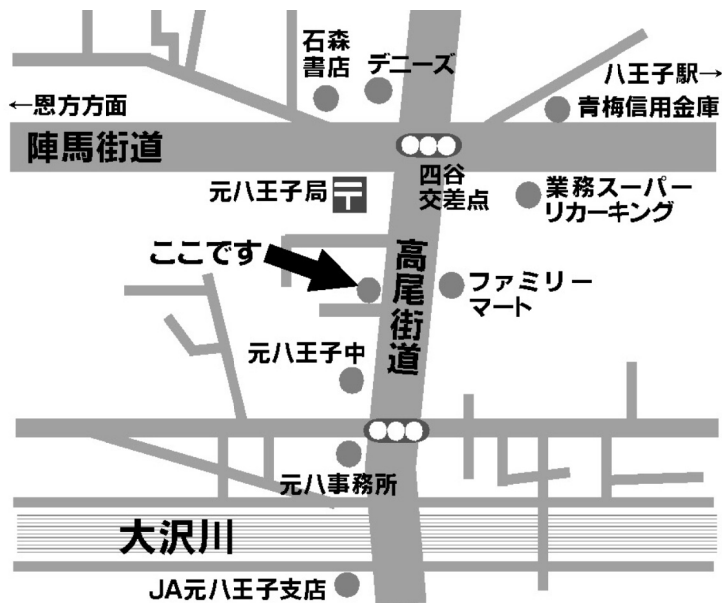 石森
書店
デニーズ
八王子駅→
←恩方方面
青梅信用金庫
陣馬街道
四谷
交差点
元八王子局
〒
業務スーパー
リカーキング
ここです
高尾街道
ファミリー
マート
元八王子中
元八事務所
大沢川
JA元八王子支店